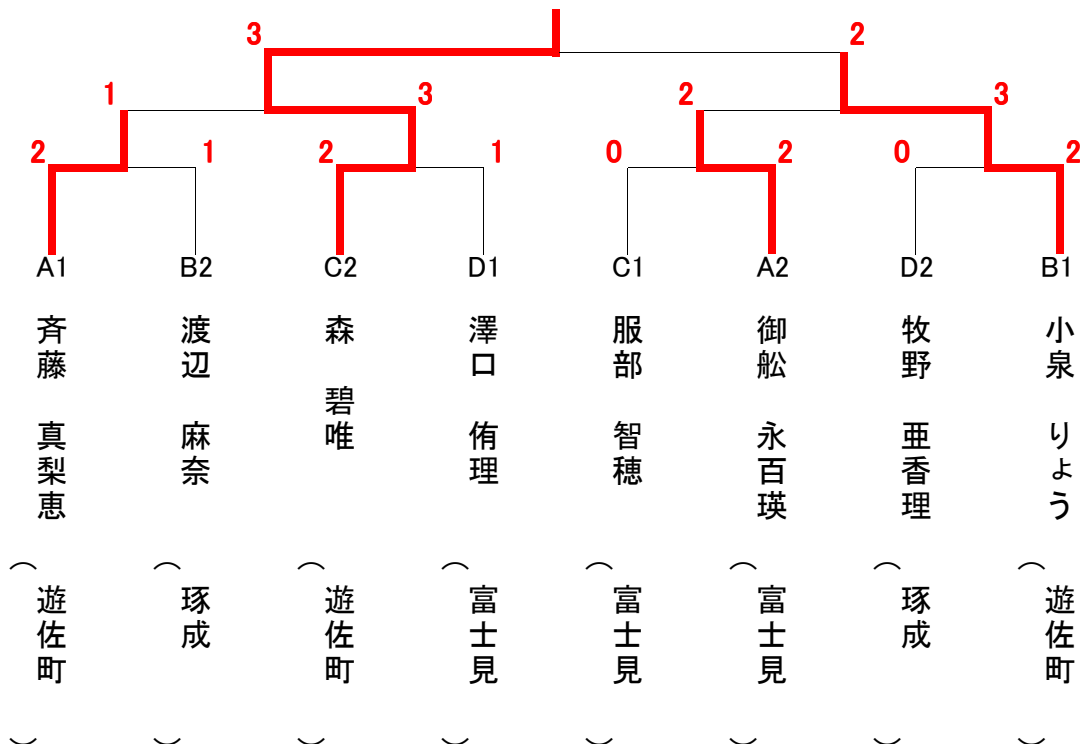 3 2
1 3 2 3
2 1 2 1 0 2 0 2
A1 B2 C2 D1 C1 A2 D2 B1
斉藤 真梨恵 (遊佐町)
渡辺 麻奈 (琢成)
森 碧唯 (遊佐町)
澤口 侑理 (富士見)
服部 智穂 (富士見)
御舩 永百瑛 (富士見)
牧野 亜香理 (琢成)
小泉 りょう (遊佐町)